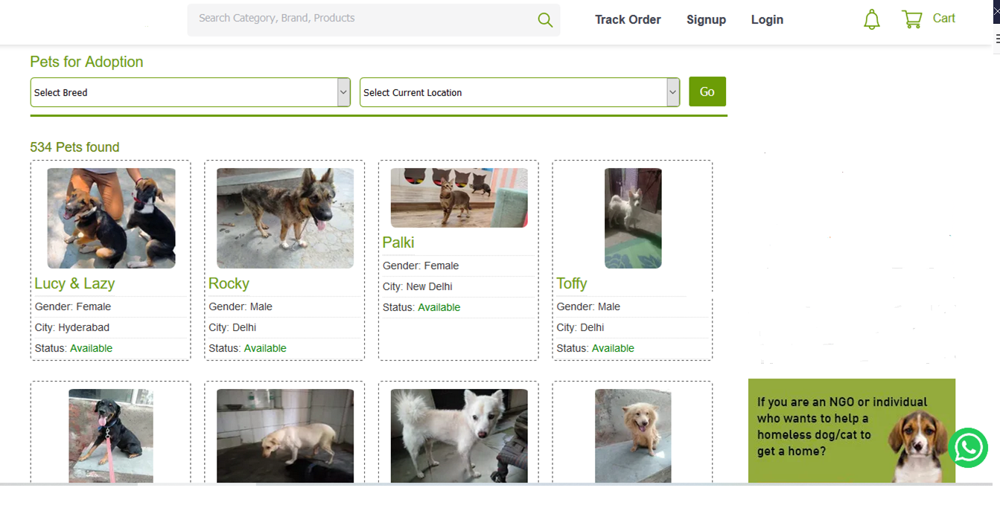 Search Category, Brand, Products
Track Order
Signup
Login
Cart
Pets for Adoption
Select Breed
Select Current Location
Go
534 Pets found
Lucy & Lazy
Gender: Female
City: Hyderabad
Status: Available
Rocky
Gender: Male
City: Delhi
Status: Available
Palki
Gender: Female
City: New Delhi
Status: Available
Toffy
Gender: Male
City: Delhi
Status: Available
If you are an NGO or individual
who wants to help a
homeless dog/cat to
get a home?